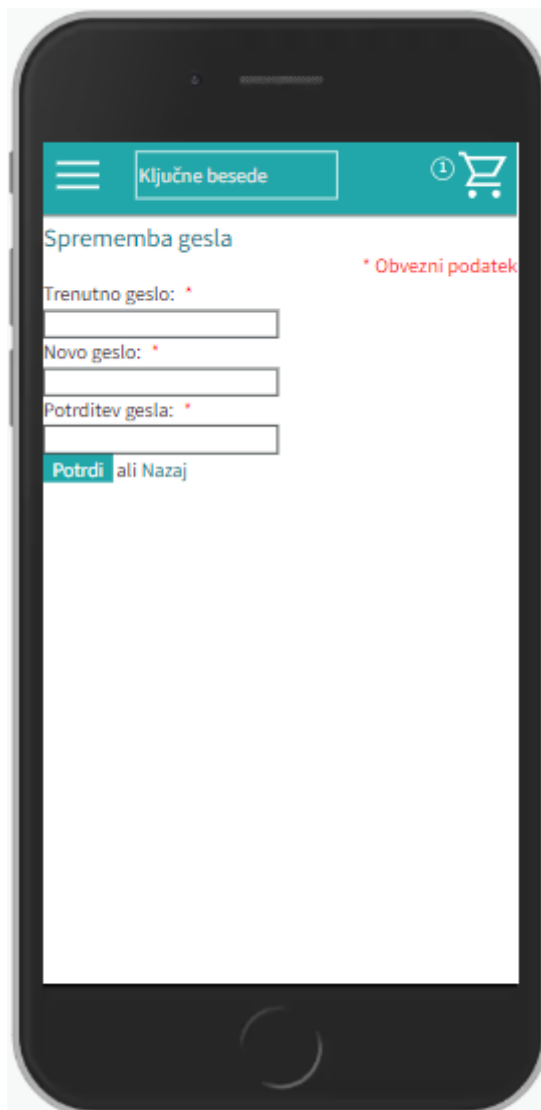 Ključne besede
1
Sprememba gesla
* Obvezni podatek
Trenutno geslo: *
Novo geslo: *
Potrditev gesla: *
Potrdi ali Nazaj